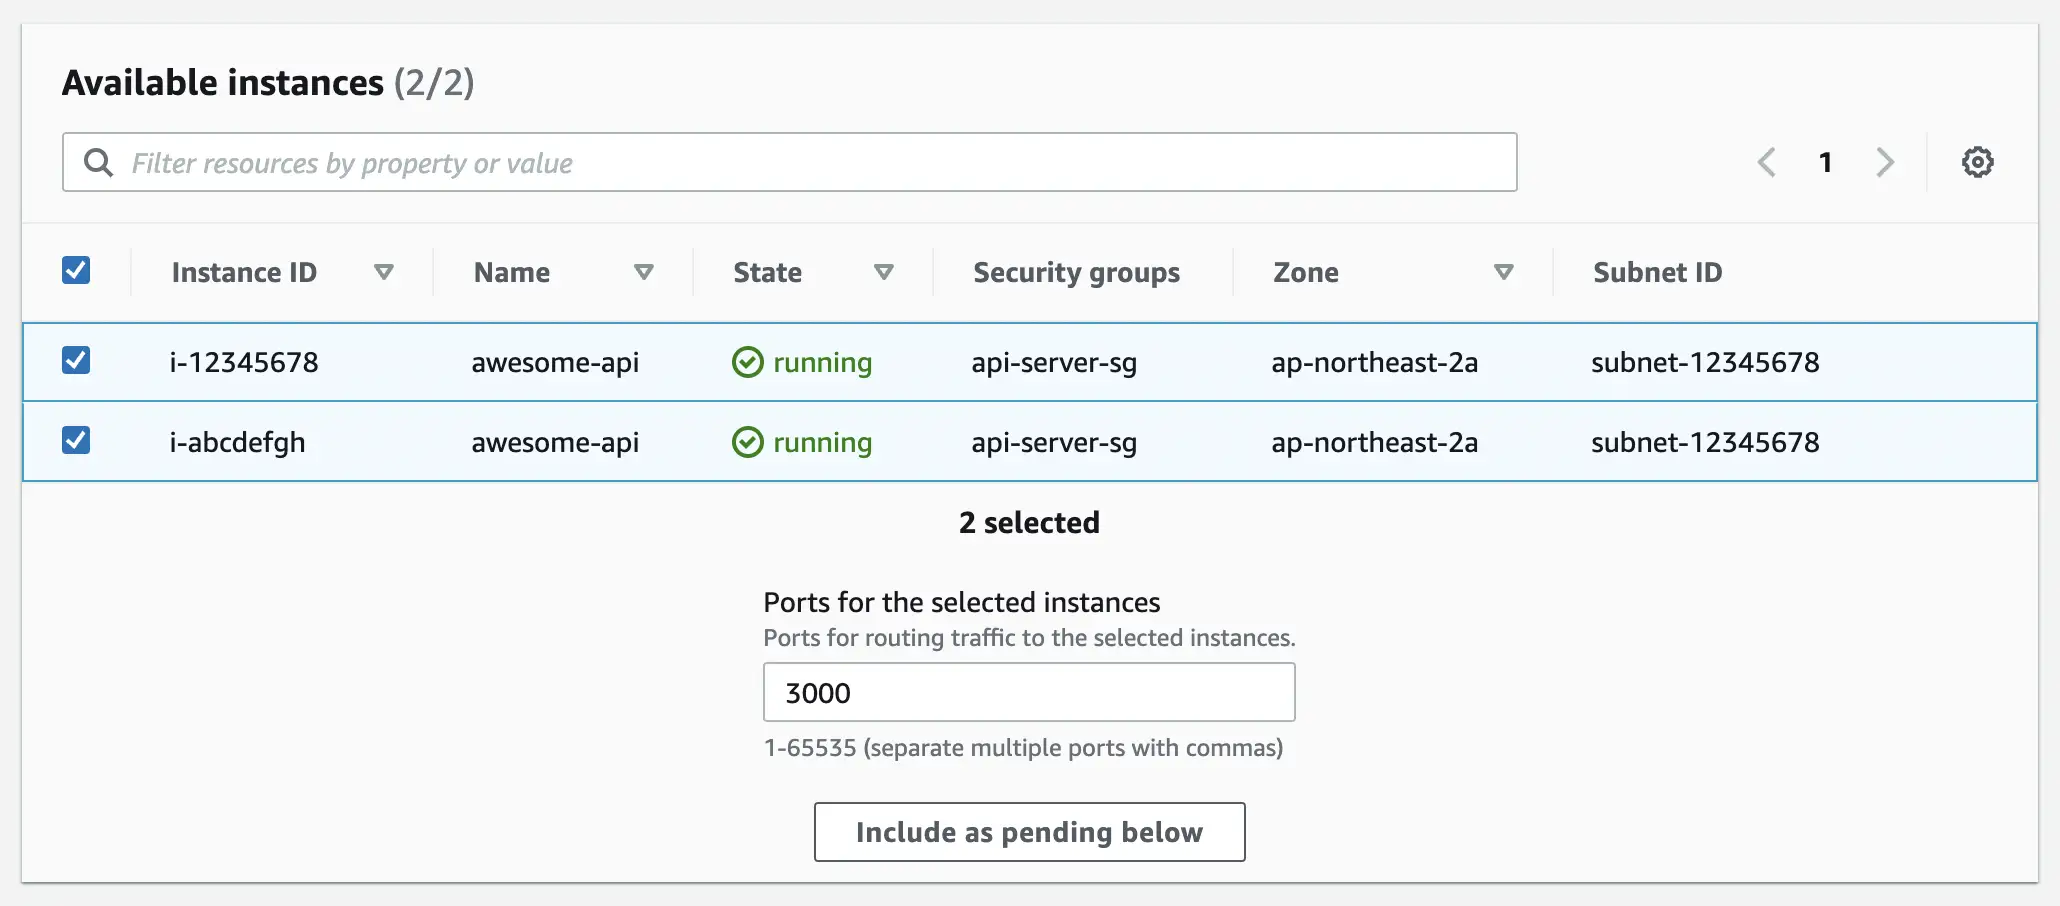 Available instances (2/2)
Filter resources by property or value
1
Instance ID Name State Security groups Zone Subnet ID
i-12345678 awesome-api running api-server-sg ap-northeast-2a subnet-12345678
i-abcdefgh awesome-api running api-server-sg ap-northeast-2a subnet-12345678
2 selected
Ports for the selected instances
Ports for routing traffic to the selected instances.
3000
1-65535 (separate multiple ports with commas)
Include as pending below